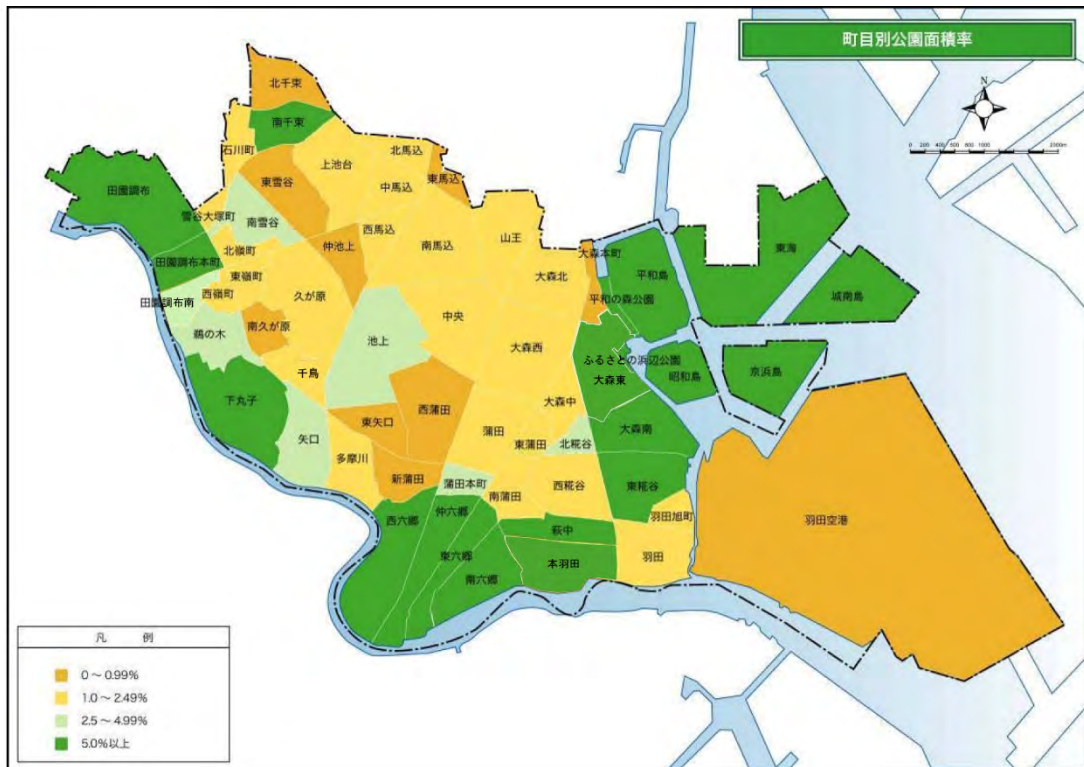 町目別公園面積率
N
0 200 400 600 800 1000 2000m
北千束
南千束
石川町
北馬込
上池台
東馬込
中馬込
東雪谷
田園調布
雪谷大塚町
南雪谷
西馬込
仲池上
南馬込
山王
大森本町
東海
北嶺町
田園調布本町
東嶺町
大森北
平和島
城南島
西嶺町
久が原
田園調布南
平和の森公園
中央
南久が原
鵜の木
池上
大森西
ふるさとの浜辺公園
千鳥
大森東
昭和島
京浜島
下丸子
西蒲田
大森中
東矢口
矢口
蒲田
東蒲田
北糀谷
大森南
多摩川
新蒲田
蒲田本町
南蒲田
西糀谷
東糀谷
西六郷
仲六郷
羽田旭町
羽田空港
萩中
東六郷
本羽田
羽田
南六郷
凡 例
0～0.99%
1.0～2.49%
2.5～4.99%
5.0%以上